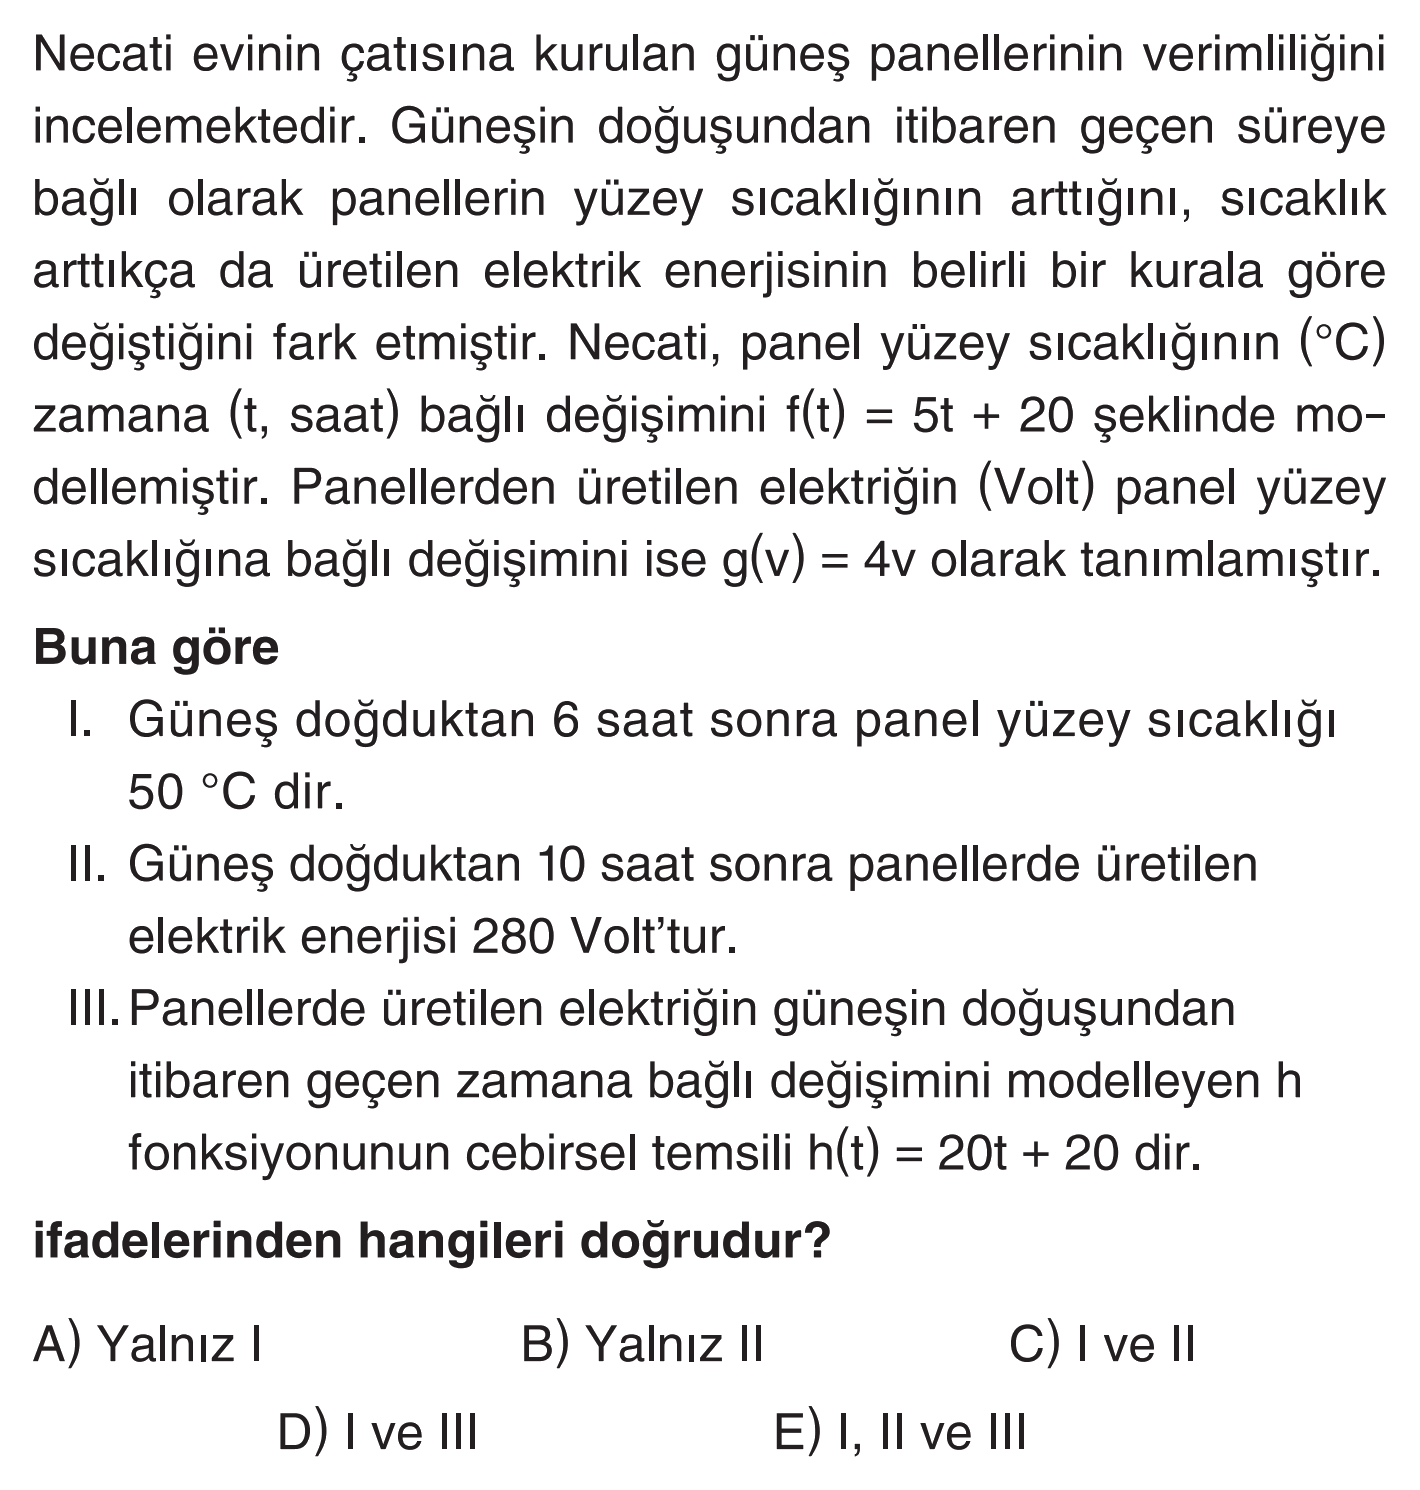 Necati evinin çatısına kurulan güneş panellerinin verimliliğini
incelemektedir. Güneşin doğuşundan itibaren geçen süreye
bağlı olarak panellerin yüzey sıcaklığının arttığını, sıcaklık
arttıkça da üretilen elektrik enerjisinin belirli bir kurala göre
değiştiğini fark etmiştir. Necati, panel yüzey sıcaklığının (°C)
zamana (t, saat) bağlı değişimini f(t) = 5t + 20 şeklinde mo-
dellemiştir. Panellerden üretilen elektriğin (Volt) panel yüzey
sıcaklığına bağlı değişimini ise g(v) = 4v olarak tanımlamıştır.
Buna göre
I. Güneş doğduktan 6 saat sonra panel yüzey sıcaklığı
50 °C dir.
II. Güneş doğduktan 10 saat sonra panellerde üretilen
elektrik enerjisi 280 Volt'tur.
III. Panellerde üretilen elektriğin güneşin doğuşundan
itibaren geçen zamana bağlı değişimini modelleyen h
fonksiyonunun cebirsel temsili h(t) = 20t + 20 dir.
ifadelerinden hangileri doğrudur?
A) Yalnız I B) Yalnız II C) I ve II
D) I ve III E) I, II ve III